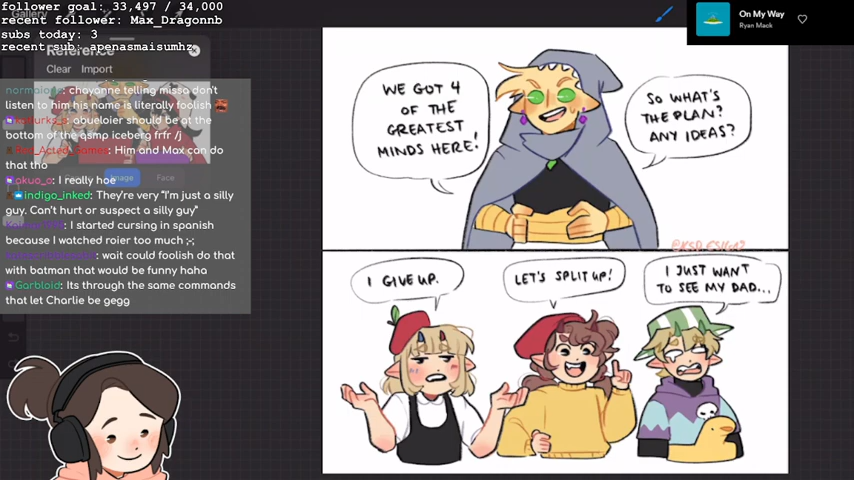 follower goal: 33,497 / 34,000
recent follower: Max_Dragonnb
subs today: 3
recent sub: apenasmaisumhz
Gallery
Reference
Clear Import
chayanne telling missa don't
listen to him his name is literally foolish
abueloier should be at the
bottom of the qsmp iceberg frfr /j
Him and Max can do
that tho
I really hoe
Image Face
indigo_inked: They're very "I'm just a silly
guy. Can't hurt or suspect a silly guy"
I started cursing in spanish
because I watched roier too much ;-;
wait could foolish do that
with batman that would be funny haha
Garbloid: Its through the same commands
that let Charlie be gegg
On My Way
Ryan Mack
WE GOT 4
OF THE
GREATEST
MINDS HERE!
SO WHAT'S
THE PLAN?
ANY IDEAS?
I GIVE UP.
LET'S SPLIT UP!
I JUST WANT
TO SEE MY DAD...